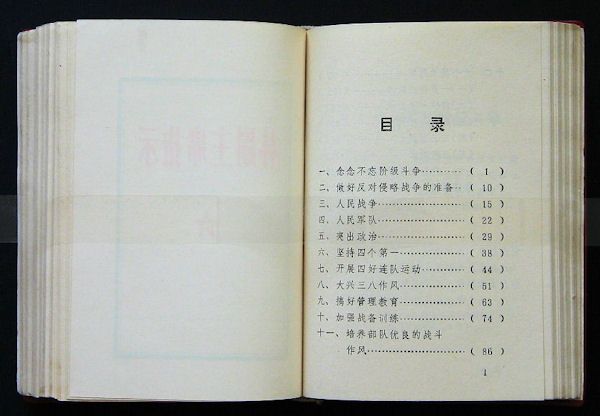 目 录
一、念念不忘阶级斗争………… ( 1 )
二、做好反对侵略战争的准备… ( 10 )
三、人民战争………………… ( 15 )
四、人民军队………………… ( 22 )
五、突出政治………………… ( 29 )
六、坚持四个第一…………… ( 38 )
七、开展四好连队运动……… ( 44 )
八、大兴三八作风…………… ( 51 )
九、搞好管理教育…………… ( 63 )
十、加强战备训练…………… ( 74 )
十一、培养部队优良的战斗
作风…………………… ( 86 )
1